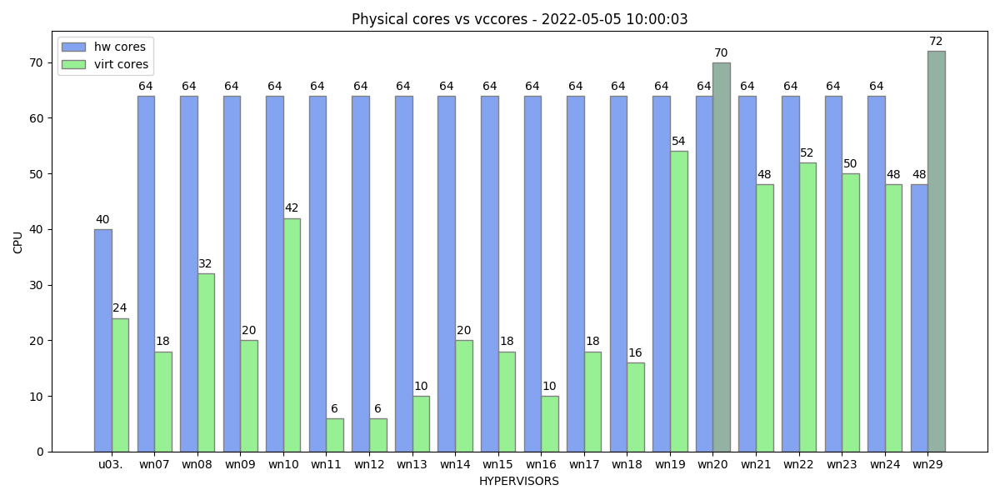 Physical cores vs vccores - 2022-05-05 10:00:03
hw cores
virt cores
CPU
70
60
50
40
30
20
10
0
40 64 64 64 64 64 64 64 64 64 64 64 64 64 64 64 64 64 64 48
24 18 32 20 42 6 6 10 20 18 10 18 16 54 70 48 52 50 48 72
u03. wn07 wn08 wn09 wn10 wn11 wn12 wn13 wn14 wn15 wn16 wn17 wn18 wn19 wn20 wn21 wn22 wn23 wn24 wn29
HYPERVISORS